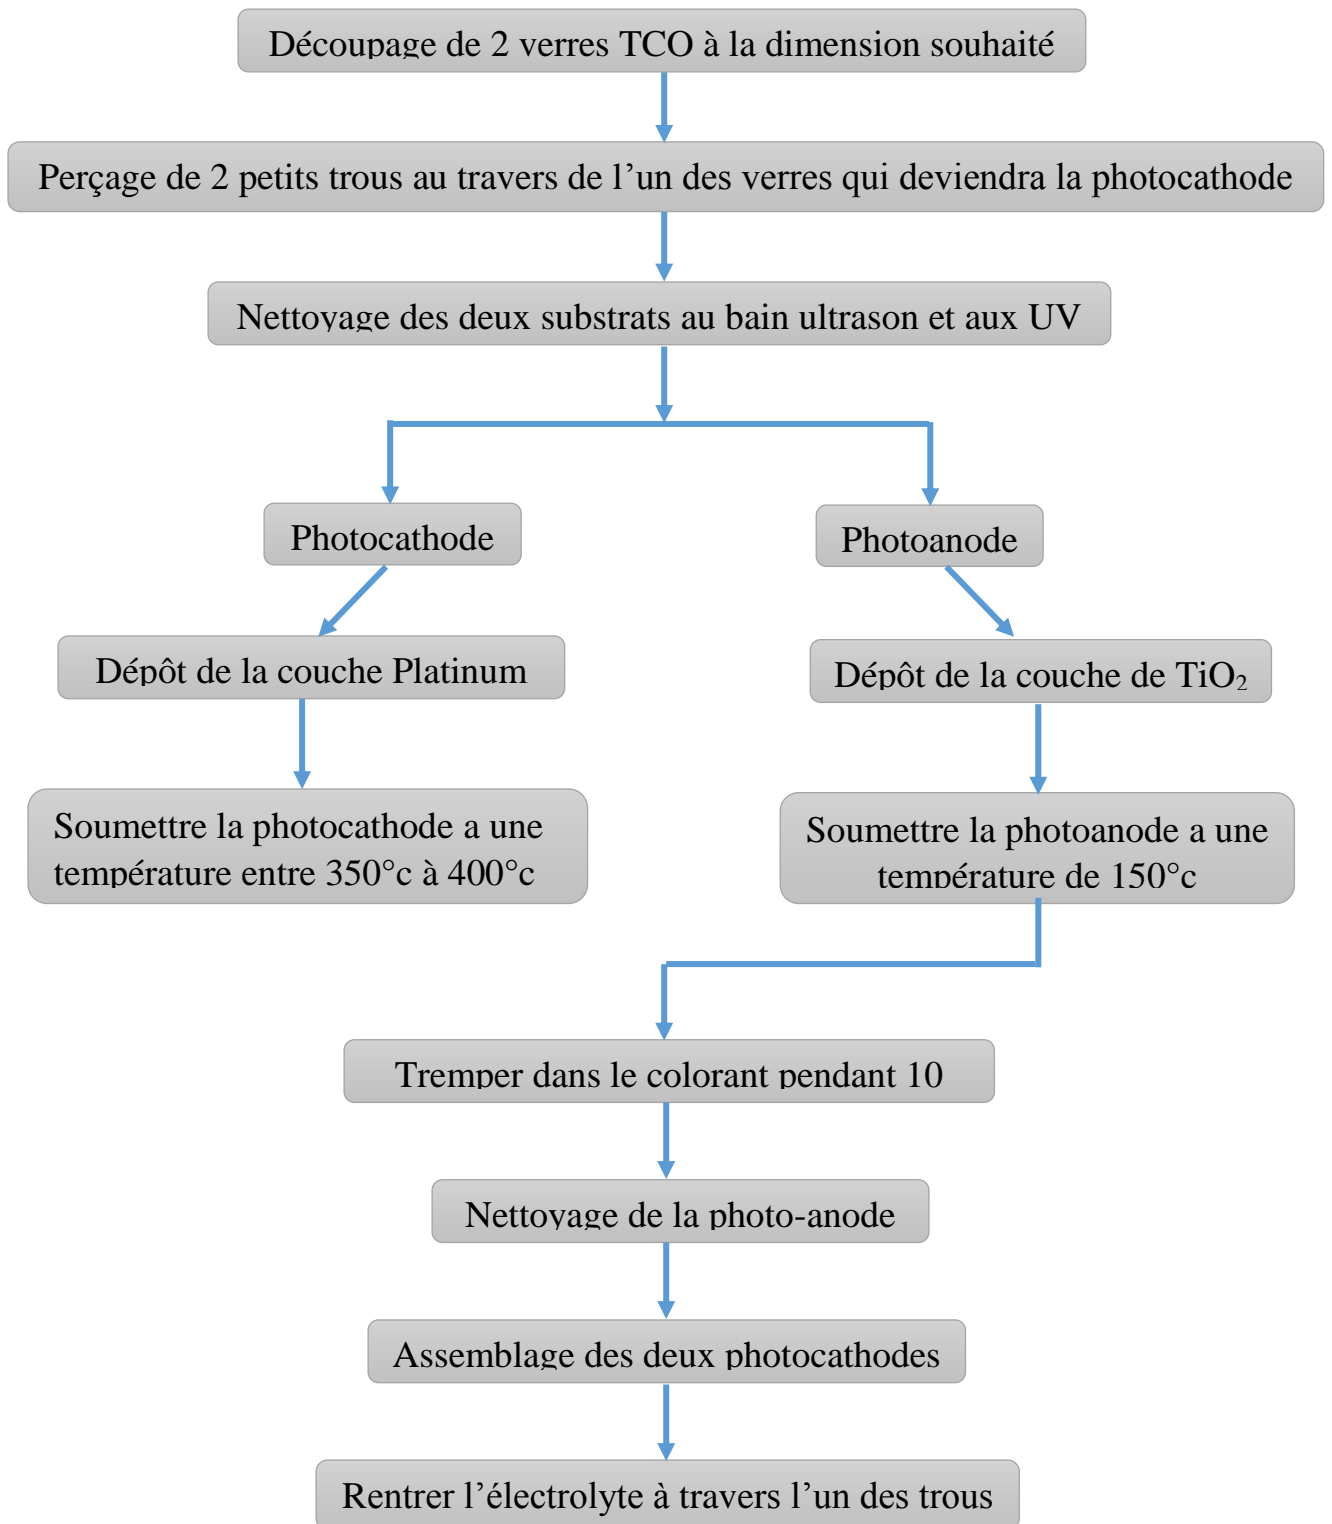 Découpage de 2 verres TCO à la dimension souhaité
Perçage de 2 petits trous au travers de l’un des verres qui deviendra la photocathode
Nettoyage des deux substrats au bain ultrason et aux UV
Photocathode
Photoanode
Dépôt de la couche Platinum
Dépôt de la couche de TiO₂
Soumettre la photocathode a une
température entre 350°c à 400°c
Soumettre la photoanode a une
température de 150°c
Tremper dans le colorant pendant 10
Nettoyage de la photo-anode
Assemblage des deux photocathodes
Rentrer l’électrolyte à travers l’un des trous